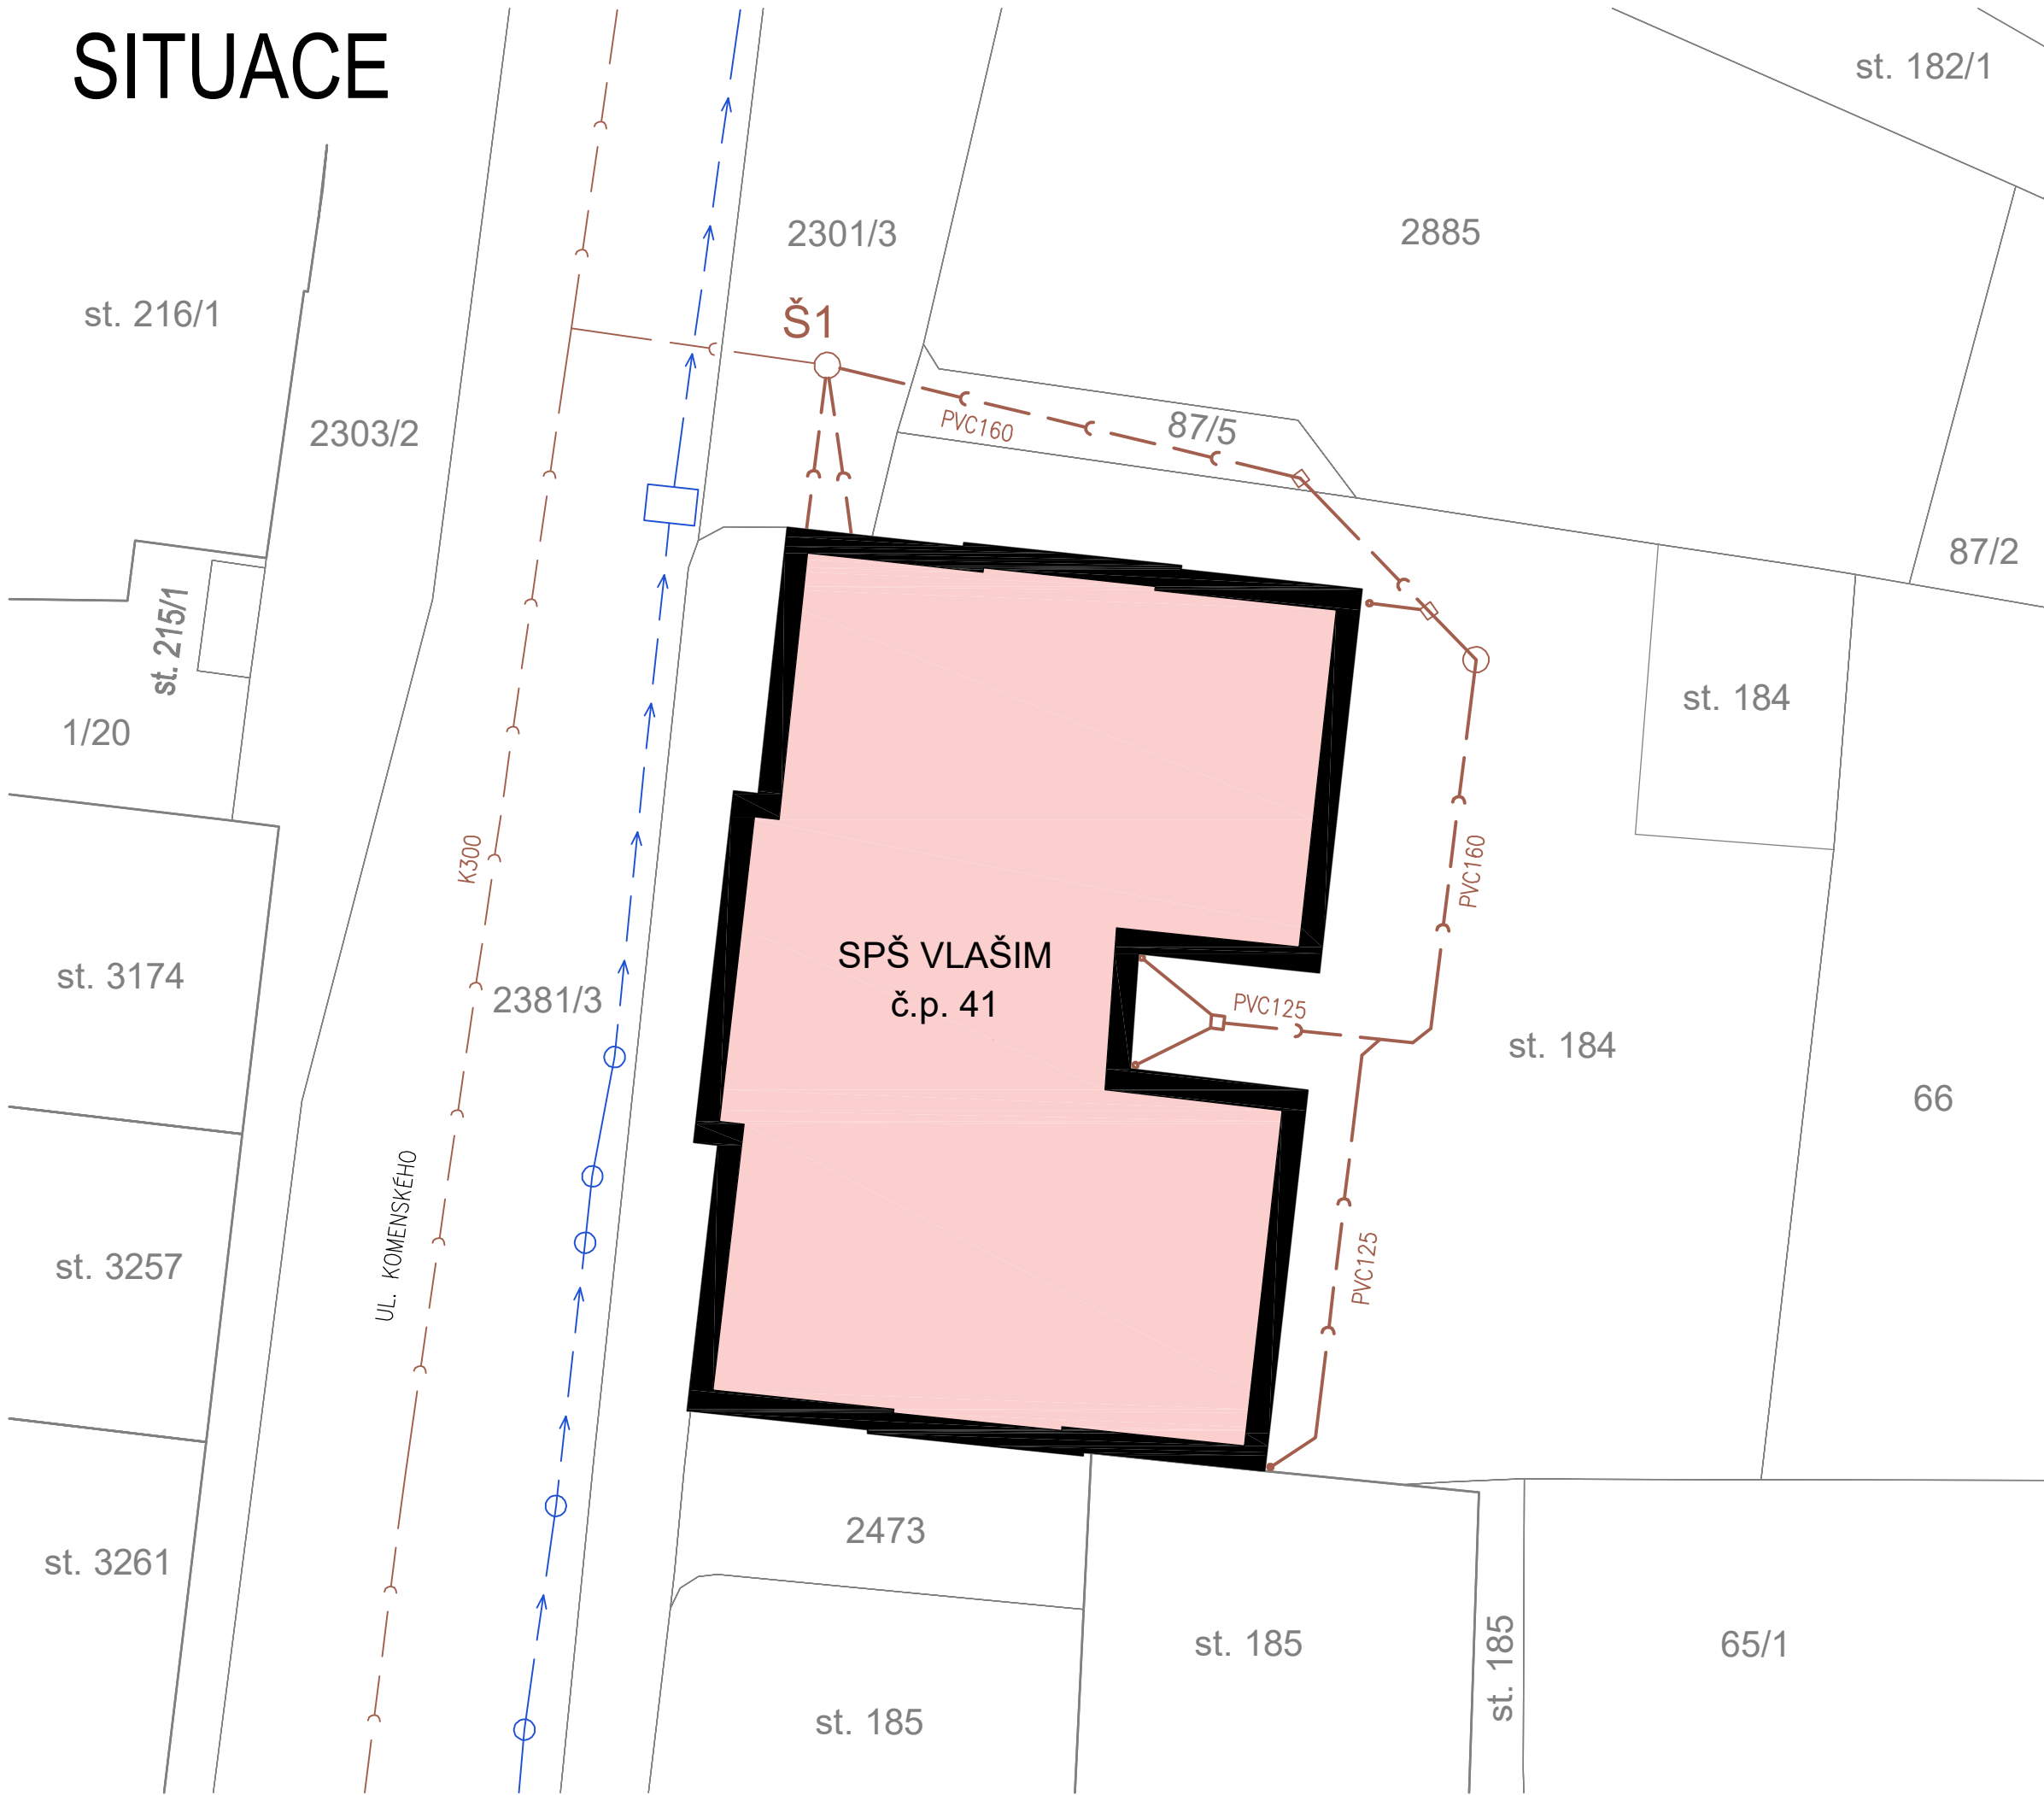 SITUACE
st. 182/1
2301/3
2885
st. 216/1
Š1
2303/2
PVC160
87/5
87/2
st. 215/1
st. 184
1/20
K300
PVC160
SPŠ VLAŠIM
č.p. 41
st. 3174
2381/3
PVC125
st. 184
66
UL. KOMENSKÉHO
st. 3257
PVC125
2473
st. 3261
st. 185
st. 185
65/1
st. 185